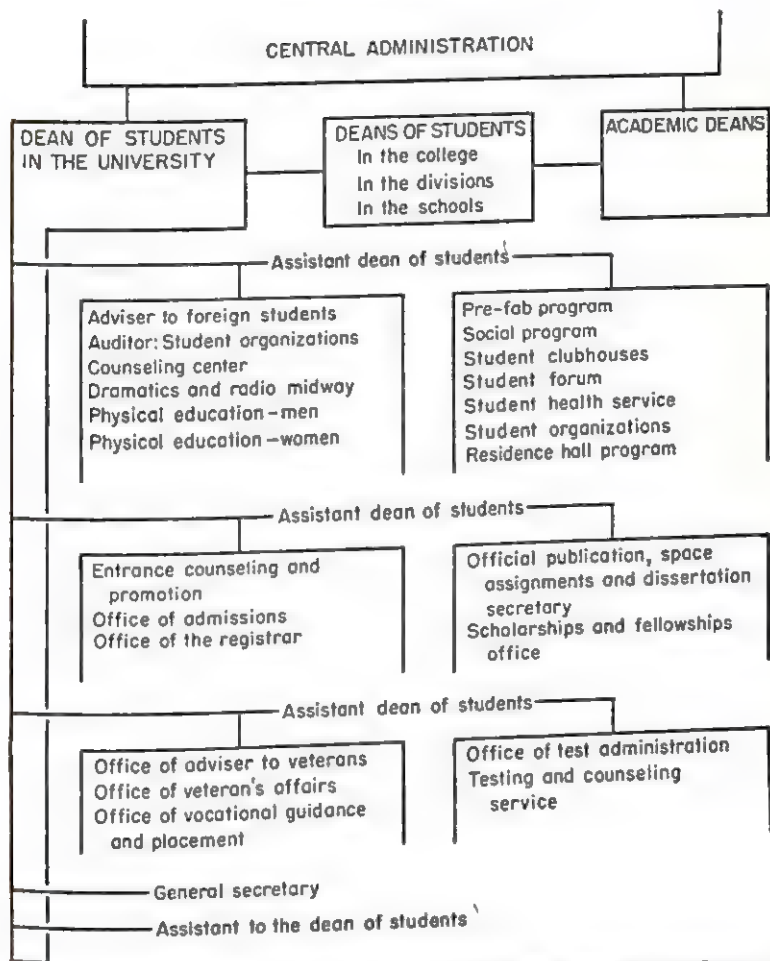 CENTRAL ADMINISTRATION
DEAN OF STUDENTS
IN THE UNIVERSITY
DEANS OF STUDENTS
In the college
In the divisions
In the schools
ACADEMIC DEANS
Assistant dean of students
Adviser to foreign students
Auditor: Student organizations
Counseling center
Dramatics and radio midway
Physical education-men
Physical education-women
Pre-fab program
Social program
Student clubhouses
Student forum
Student health service
Student organizations
Residence hall program
Assistant dean of students
Entrance counseling and
promotion
Office of admissions
Office of the registrar
Official publication, space
assignments and dissertation
secretary
Scholarships and fellowships
office
Assistant dean of students
Office of adviser to veterans
Office of veteran's affairs
Office of vocational guidance
and placement
Office of test administration
Testing and counseling
service
General secretary
Assistant to the dean of students